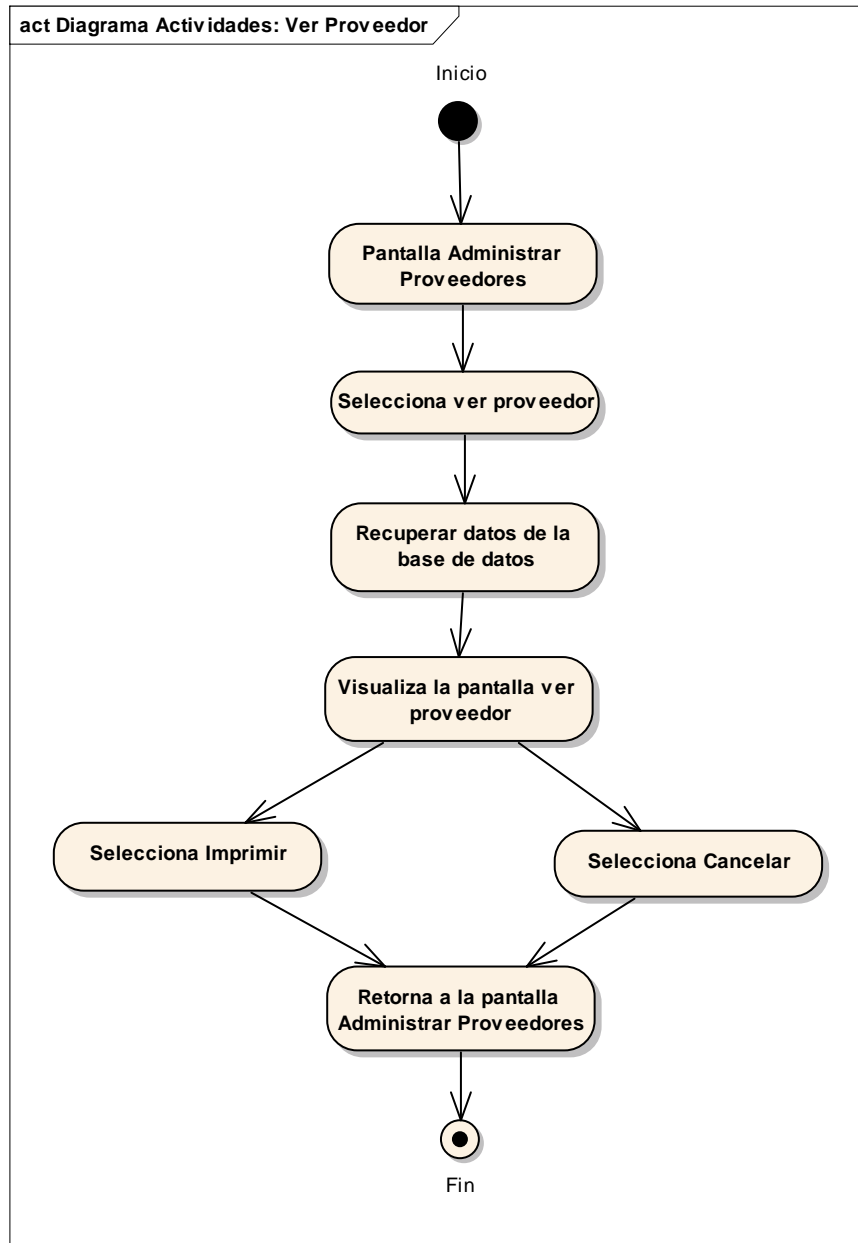 act Diagrama Actividades: Ver Proveedor
Inicio
Pantalla Administrar
Proveedores
Selecciona ver proveedor
Recuperar datos de la
base de datos
Visualiza la pantalla ver
proveedor
Selecciona Imprimir
Selecciona Cancelar
Retorna a la pantalla
Administrar Proveedores
Fin